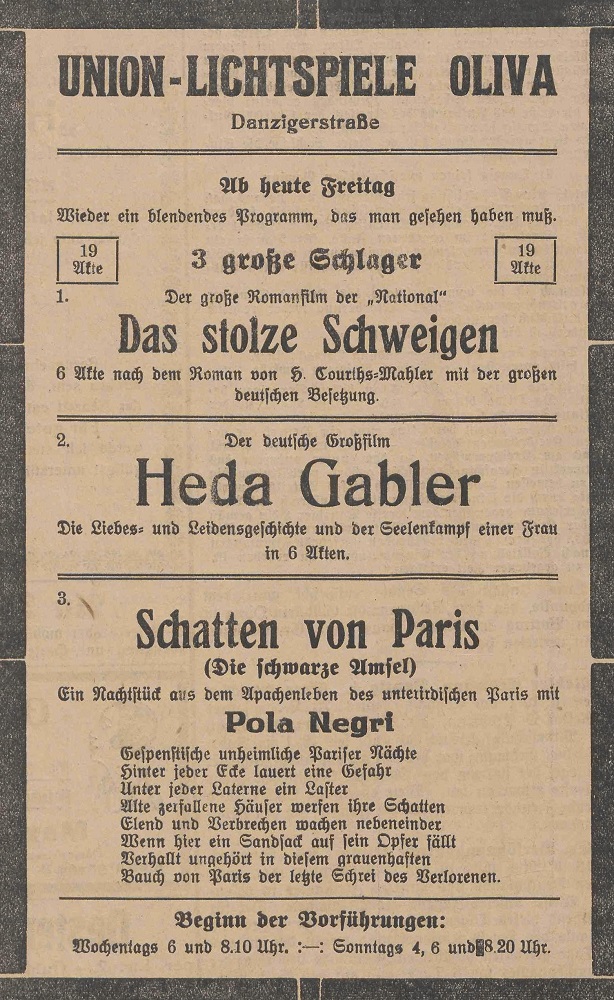 UNION-LICHTSPIELE OLIVA
Danzigerstraße
Ab heute Freitag
Wieder ein blendendes Programm, das man gesehen haben muß.
19 Akte
3 große Schlager
19 Akte
1. Der große Romanfilm der „National“
Das stolze Schweigen
6 Akte nach dem Roman von H. Courths-Mahler mit der großen
deutschen Besetzung.
2. Der deutsche Großfilm
Heda Gabler
Die Liebes- und Leidensgeschichte und der Seelenkampf einer Frau
in 6 Akten.
3.
Schatten von Paris
(Die schwarze Amsel)
Ein Nachtstück aus dem Apachenleben des unterirdischen Paris mit
Pola Negri
Gespenstische unheimliche Pariser Nächte
Hinter jeder Ecke lauert eine Gefahr
Unter jeder Laterne ein Laster
Alte zerfallene Häuser werfen ihre Schatten
Elend und Verbrechen wachen nebeneinder
Wenn hier ein Sandsack auf sein Opfer fällt
Verhallt ungehört in diesem grauenhaften
Bauch von Paris der letzte Schrei des Verlorenen.
Beginn der Vorführungen:
Wochentags 6 und 8.10 Uhr. :—: Sonntags 4, 6 und 8.20 Uhr.